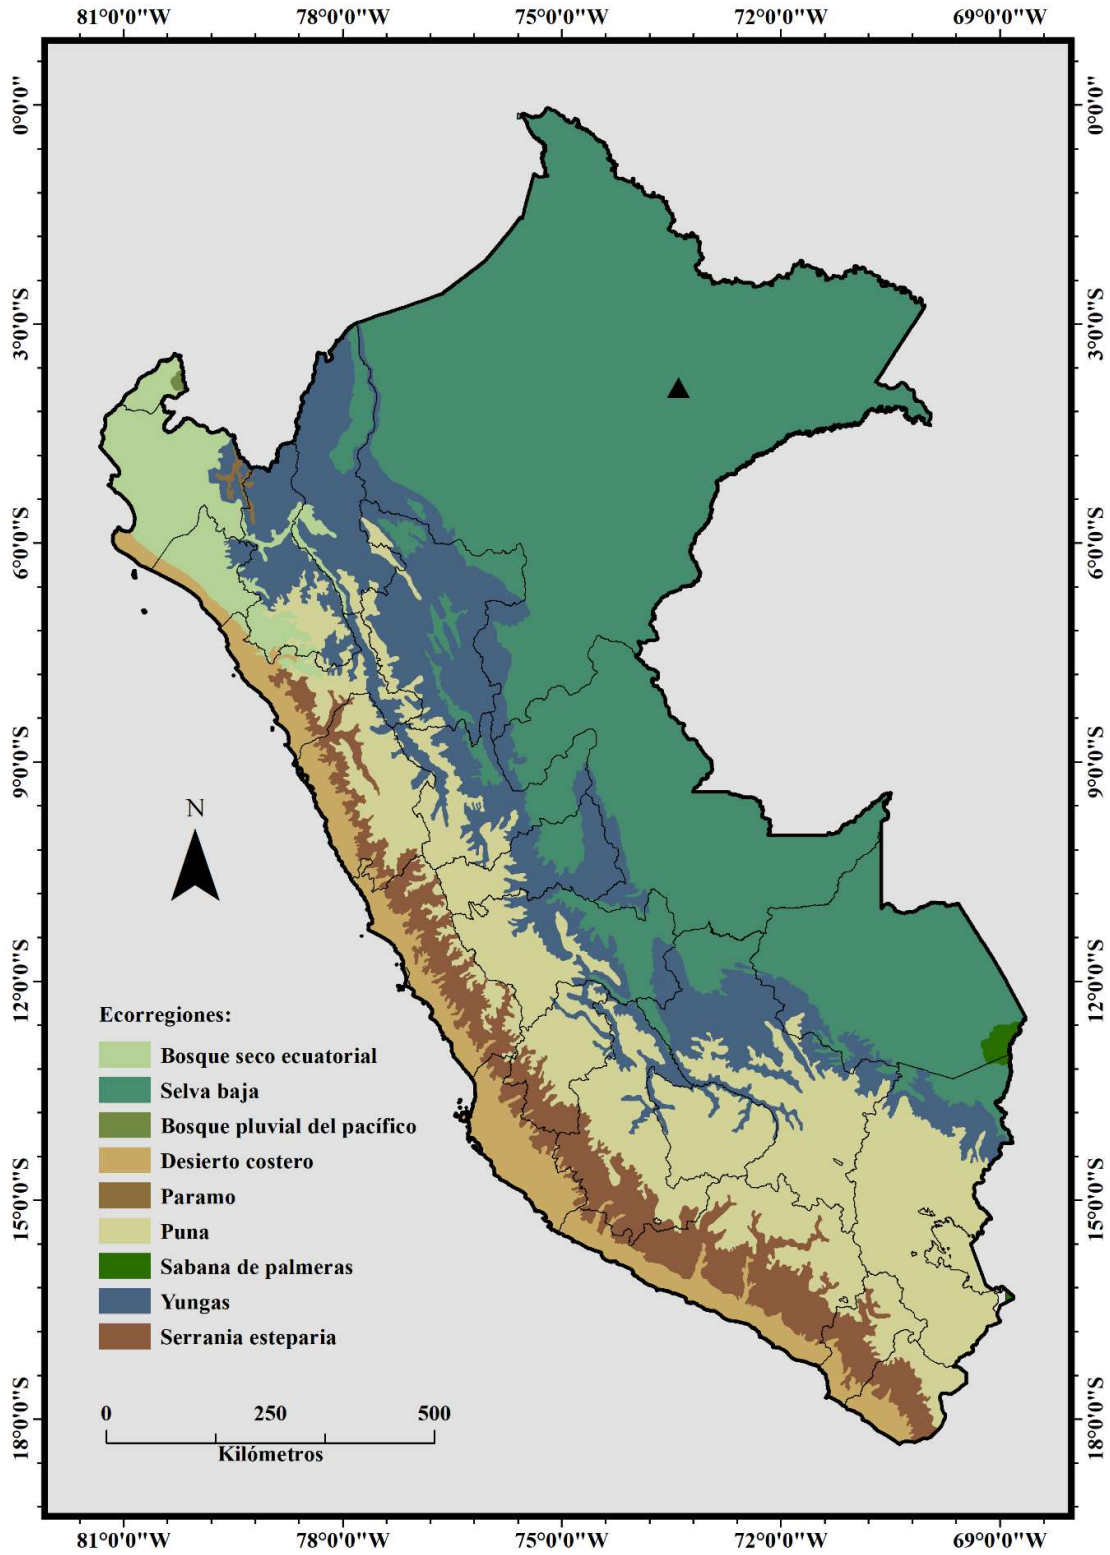 81°0'0"W 78°0'0"W 75°0'0"W 72°0'0"W 69°0'0"W
0°0'0" 0°0'0"
3°0'0"S 3°0'0"S
6°0'0"S 6°0'0"S
9°0'0"S 9°0'0"S
N
12°0'0"S 12°0'0"S
Ecorregiones:
Bosque seco ecuatorial
Selva baja
Bosque pluvial del pacífico
Desierto costero
Paramo
Puna
Sabana de palmeras
Yungas
Serrania esteparia
15°0'0"S 15°0'0"S
0 250 500
Kilómetros
18°0'0"S 18°0'0"S
81°0'0"W 78°0'0"W 75°0'0"W 72°0'0"W 69°0'0"W